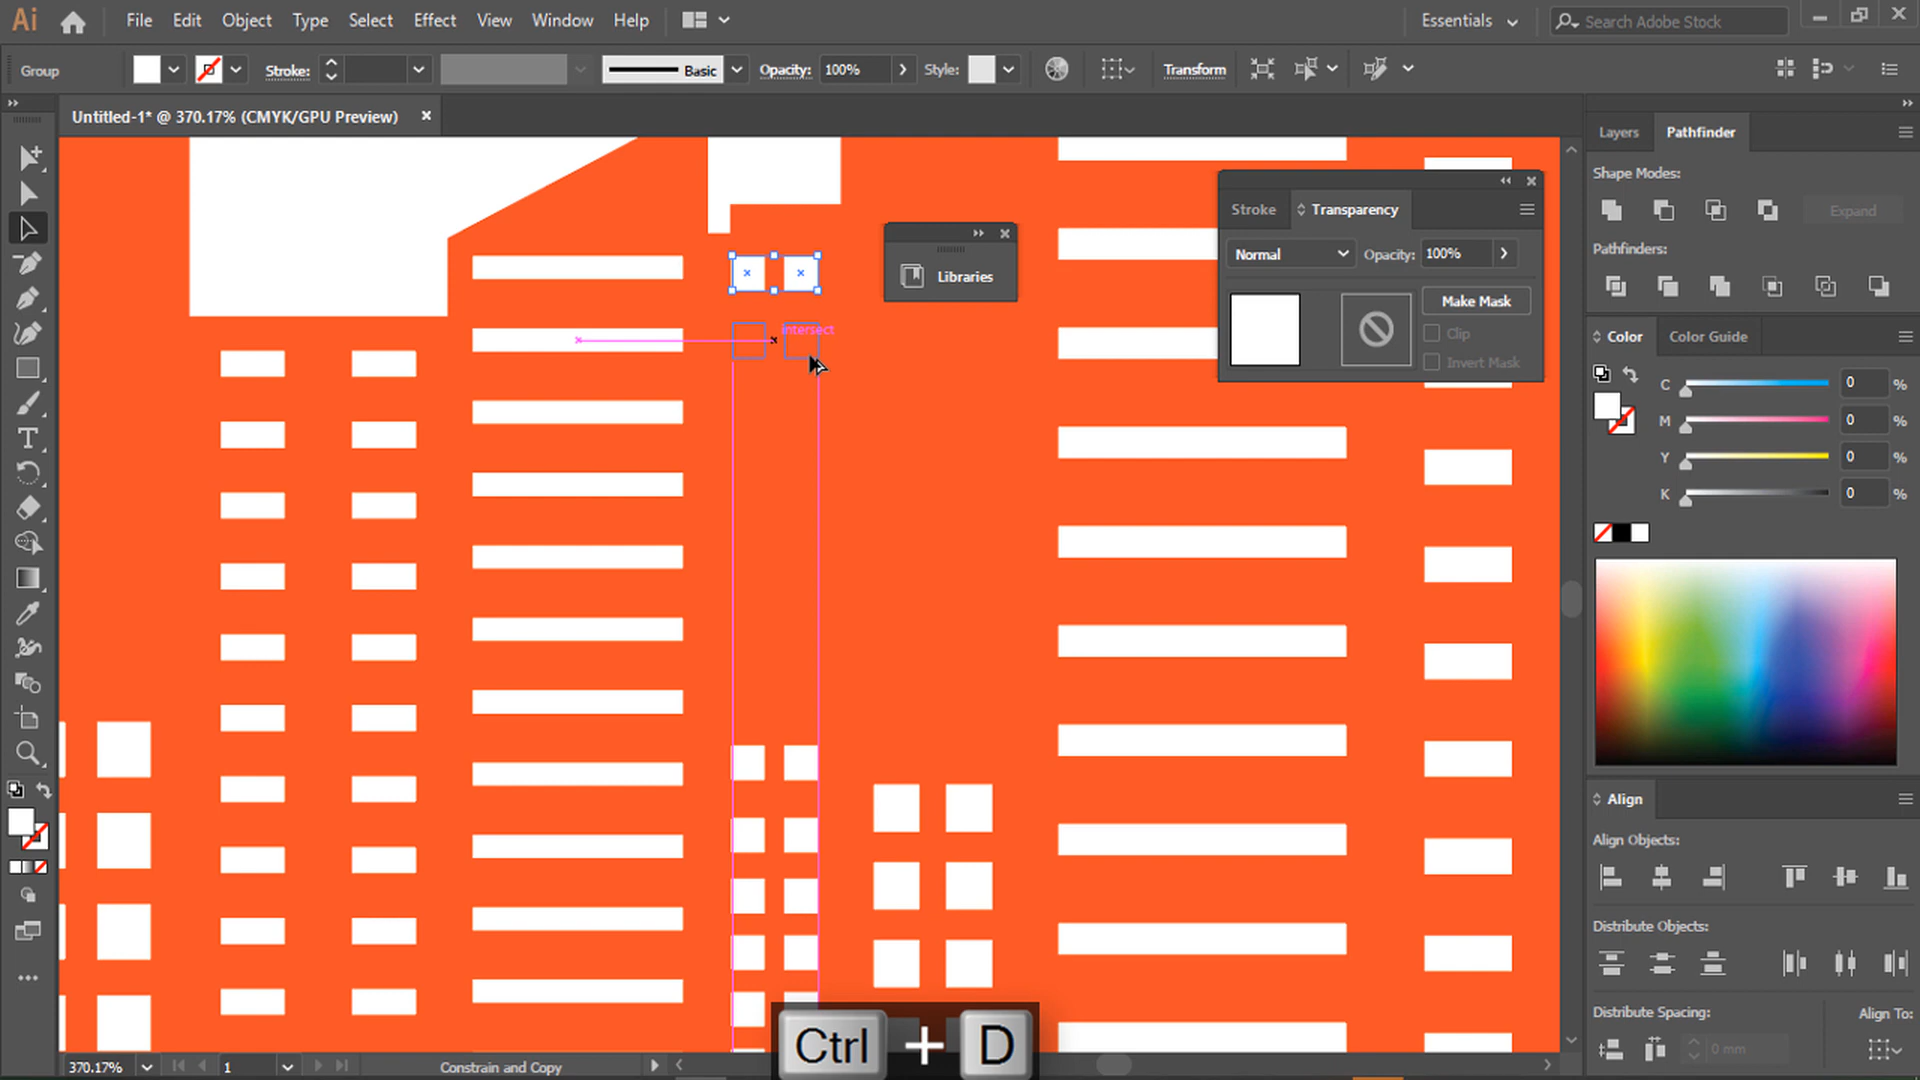 Ai File Edit Object Type Select Effect View Window Help Essentials Search Adobe Stock
Group Stroke: Basic Opacity: 100% Style: Transform
Untitled-1* @ 370.17% (CMYK/GPU Preview)
Layers Pathfinder
Shape Modes:
Expand
Pathfinders:
Stroke Transparency
Normal Opacity: 100%
Make Mask
Clip
Invert Mask
Libraries
intersect
Color Color Guide
C 0 %
M 0 %
Y 0 %
K 0 %
Align
Align Objects:
Distribute Objects:
Distribute Spacing: Align To:
0 mm
Ctrl + D
370.17% 1 Constrain and Copy